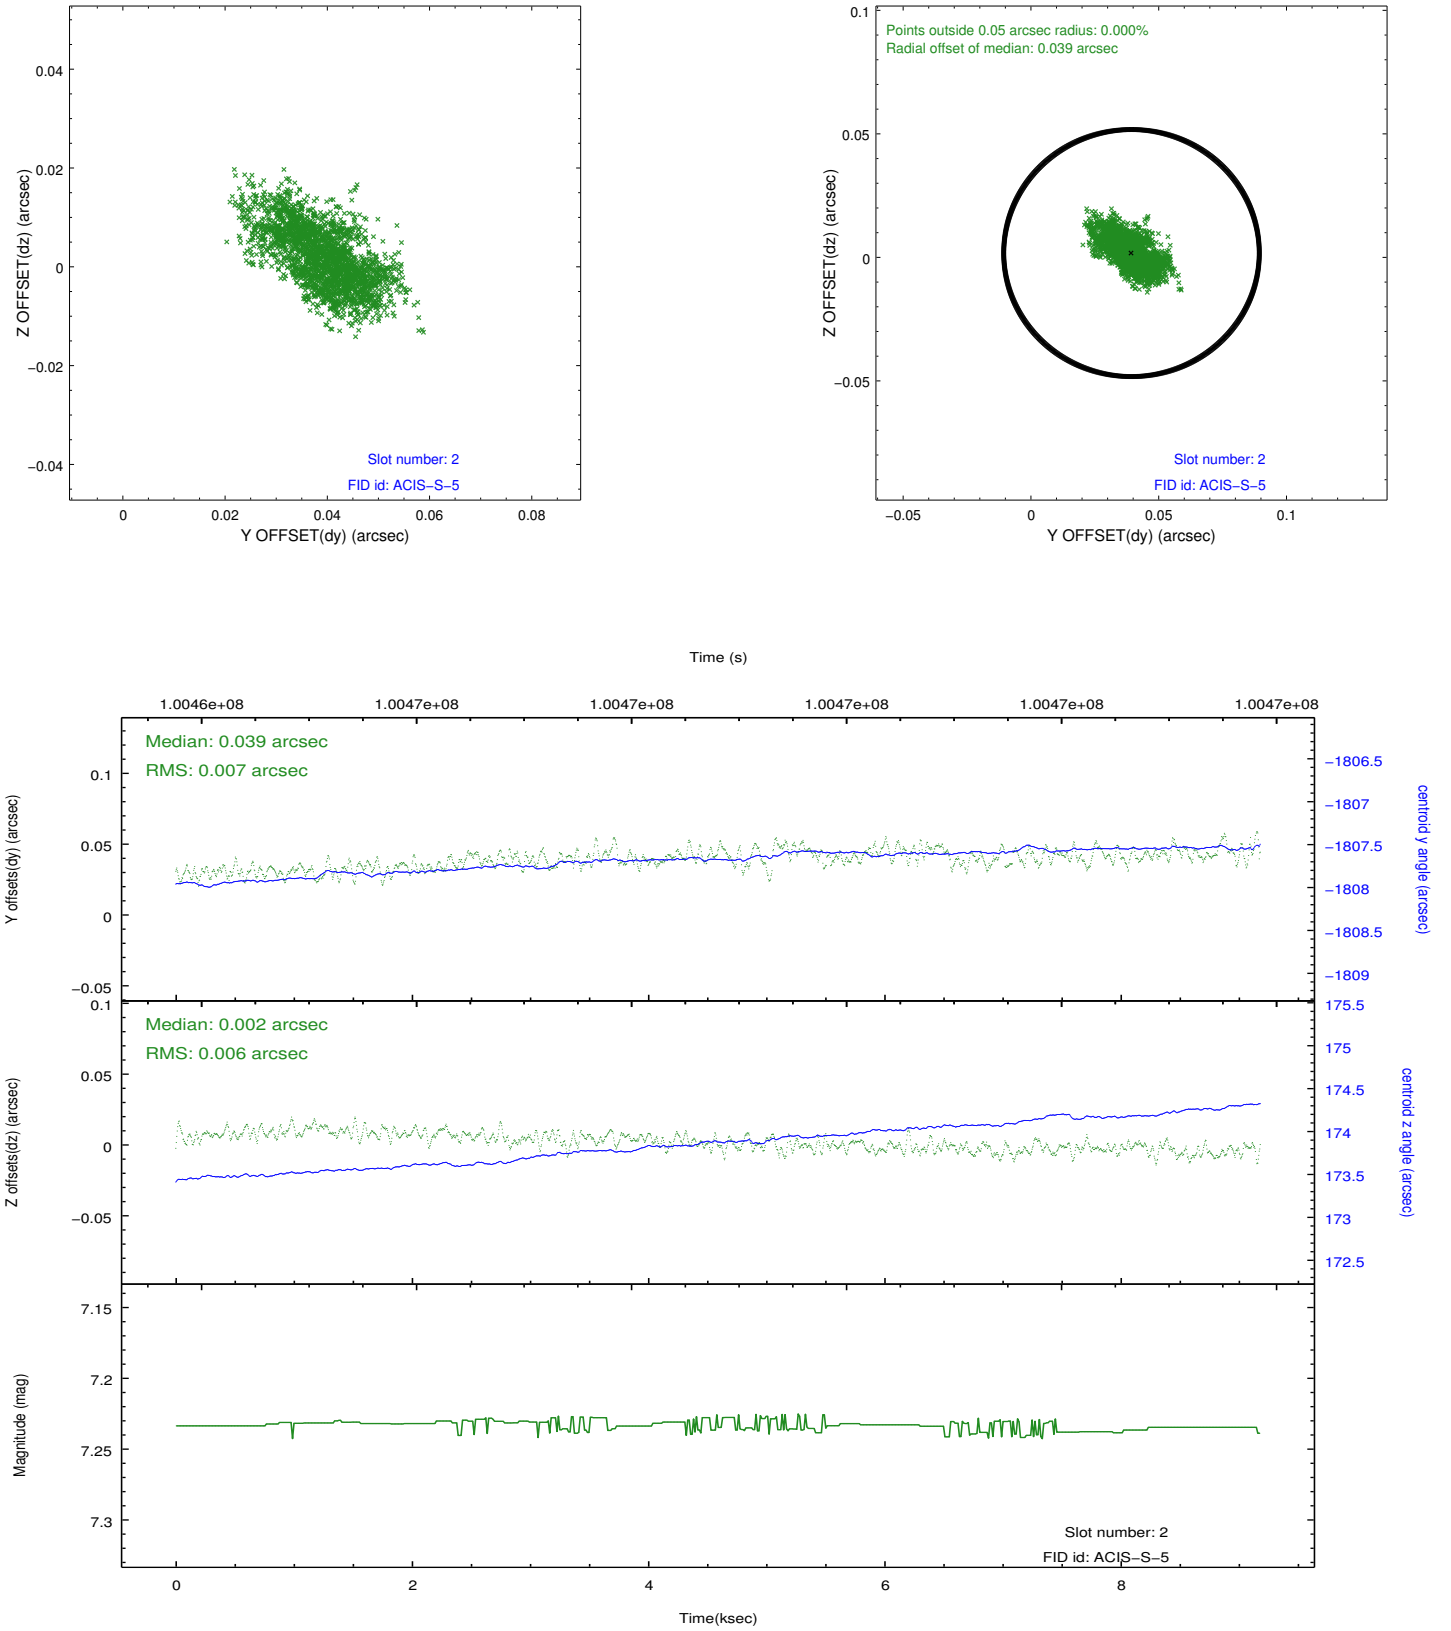 0.04
0.02
0
−0.02
−0.04
Z OFFSET(dz) (arcsec)
0 0.02 0.04 0.06 0.08
Y OFFSET(dy) (arcsec)
Slot number: 2
FID id: ACIS−S−5
Points outside 0.05 arcsec radius: 0.000%
Radial offset of median: 0.039 arcsec
0.1
0.05
0
−0.05
Z OFFSET(dz) (arcsec)
−0.05 0 0.05 0.1
Y OFFSET(dy) (arcsec)
Slot number: 2
FID id: ACIS−S−5
Time (s)
1.0046e+08 1.0047e+08 1.0047e+08 1.0047e+08 1.0047e+08 1.0047e+08
Median: 0.039 arcsec
RMS: 0.007 arcsec
0.1
0.05
0
−0.05
Y offsets(dy) (arcsec)
−1806.5
−1807
−1807.5
−1808
−1808.5
−1809
centroid y angle (arcsec)
Median: 0.002 arcsec
RMS: 0.006 arcsec
0.1
0.05
0
−0.05
Z offsets(dz) (arcsec)
175.5
175
174.5
174
173.5
173
172.5
centroid z angle (arcsec)
7.15
7.2
7.25
7.3
Magnitude (mag)
Slot number: 2
FID id: ACIS−S−5
0 2 4 6 8
Time(ksec)